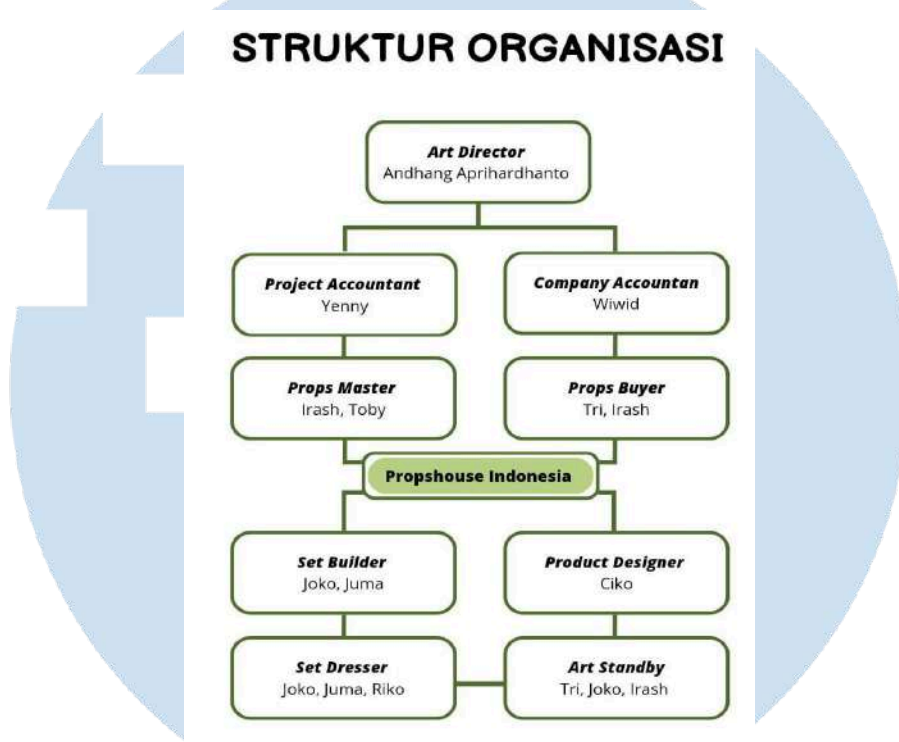 STRUKTUR ORGANISASI
Art Director
Andhang Aprihardhanto
Project Accountant
Yenny
Company Accountan
Wiwid
Props Master
Irash, Toby
Props Buyer
Tri, Irash
Propshouse Indonesia
Set Builder
Joko, Juma
Product Designer
Ciko
Set Dresser
Joko, Juma, Riko
Art Standby
Tri, Joko, Irash